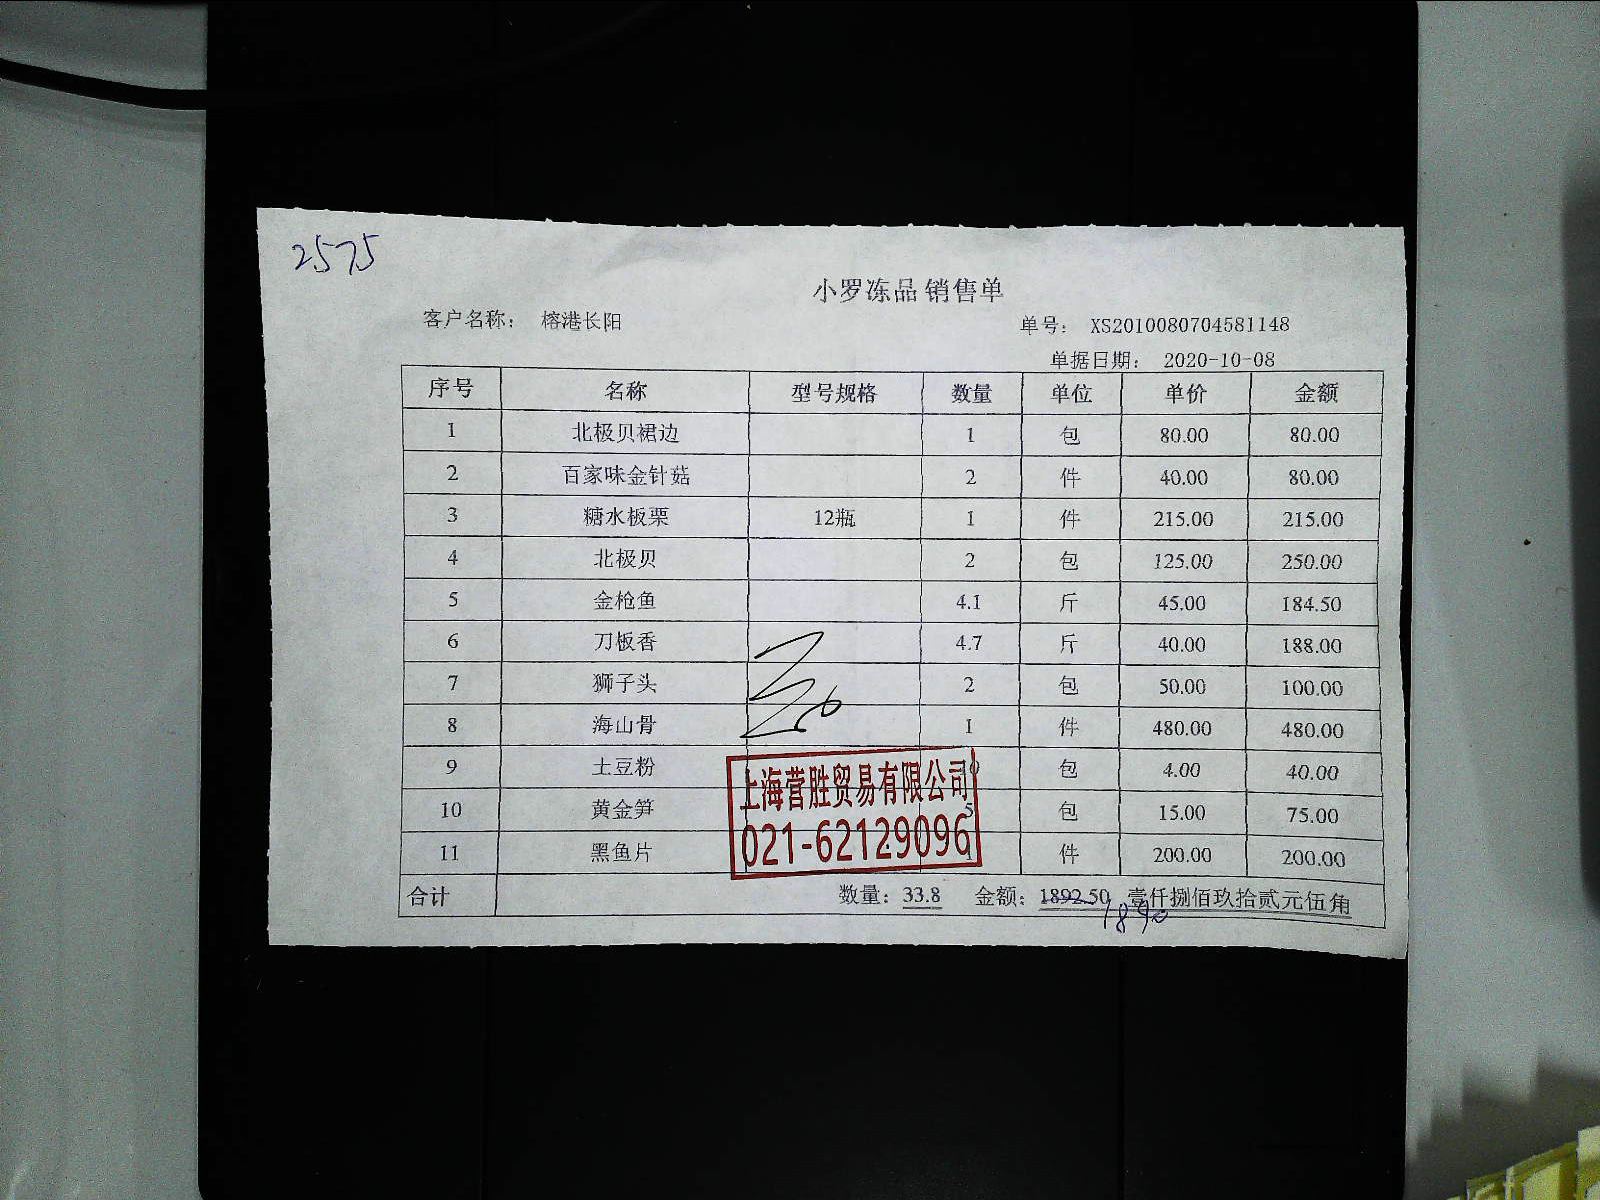 2575
小罗冻品 销售单
客户名称： 榕港长阳 单号： XS2010080704581148
单据日期： 2020-10-08
序号 名称 型号规格 数量 单位 单价 金额
1 北极贝裙边 1 包 80.00 80.00
2 百家味金针菇 2 件 40.00 80.00
3 糖水板栗 12瓶 1 件 215.00 215.00
4 北极贝 2 包 125.00 250.00
5 金枪鱼 4.1 斤 45.00 184.50
6 刀板香 4.7 斤 40.00 188.00
7 狮子头 2 包 50.00 100.00
8 海山骨 1 件 480.00 480.00
9 土豆粉 10 包 4.00 40.00
10 黄金笋 5 包 15.00 75.00
11 黑鱼片 1 件 200.00 200.00
上海营胜贸易有限公司
021-62129096
合计 数量：33.8 金额：1892.50 壹仟捌佰玖拾贰元伍角
1890